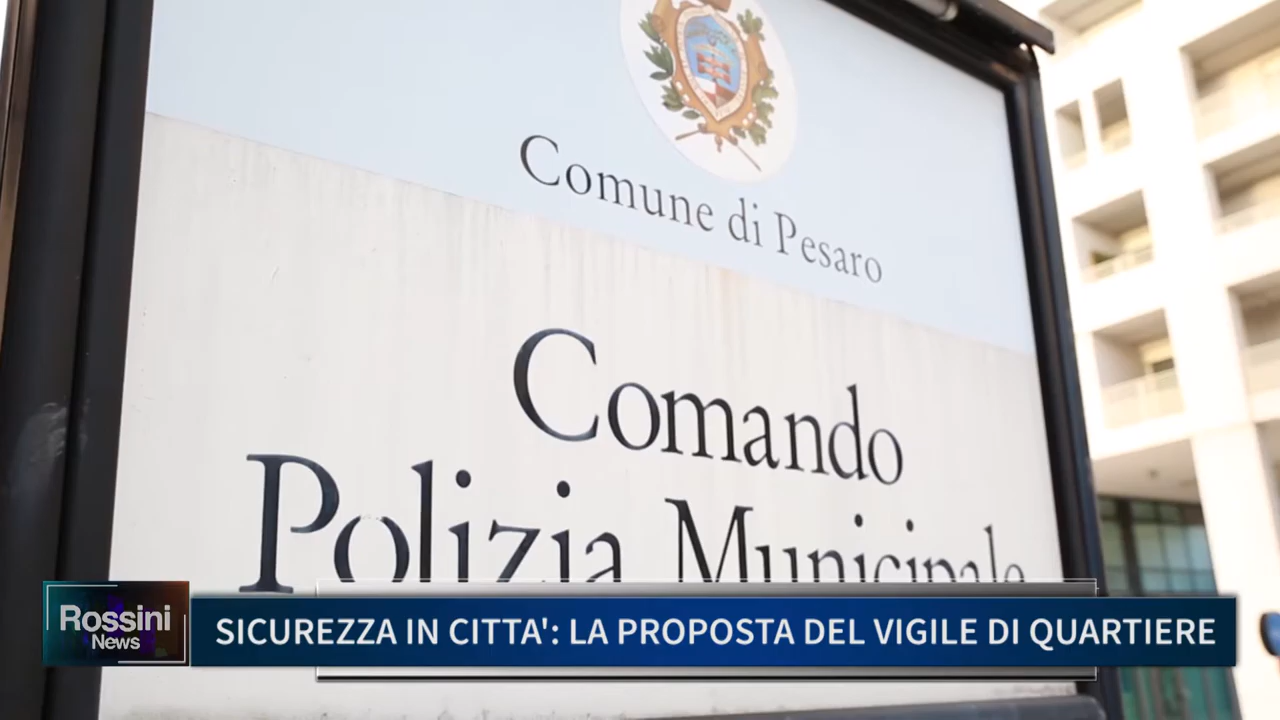 Comune di Pesaro
Comando
Polizia Municipale
Rossini
News
SICUREZZA IN CITTA': LA PROPOSTA DEL VIGILE DI QUARTIERE